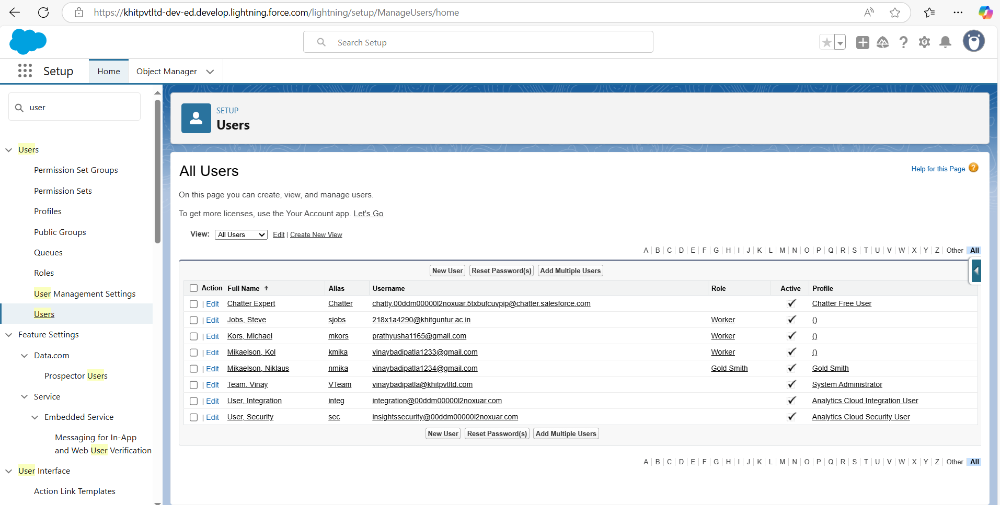 https://khitpvtltd-dev-ed.develop.lightning.force.com/lightning/setup/ManageUsers/home
Search Setup
Setup
Home
Object Manager
user
Users
Permission Set Groups
Permission Sets
Profiles
Public Groups
Queues
Roles
User Management Settings
Users
Feature Settings
Data.com
Prospector Users
Service
Embedded Service
Messaging for In-App
and Web User Verification
User Interface
Action Link Templates
SETUP
Users
All Users
Help for this Page ?
On this page you can create, view, and manage users.
To get more licenses, use the Your Account app. Let's Go
View: All Users Edit | Create New View
A | B | C | D | E | F | G | H | I | J | K | L | M | N | O | P | Q | R | S | T | U | V | W | X | Y | Z | Other All
New User Reset Password(s) Add Multiple Users
Action Full Name ↑ Alias Username Role Active Profile
| Edit Chatter Expert Chatter chatty.00ddm00000l2noxuar.5txbufcuvpip@chatter.salesforce.com ✓ Chatter Free User
| Edit Jobs, Steve sjobs 218x1a4290@khitguntur.ac.in Worker ✓ ()
| Edit Kors, Michael mkors prathyusha1165@gmail.com Worker ✓ ()
| Edit Mikaelson, Kol kmika vinaybadipatla1233@gmail.com Worker ✓ ()
| Edit Mikaelson, Niklaus nmika vinaybadipatla1234@gmail.com Gold Smith ✓ Gold Smith
| Edit Team, Vinay VTeam vinaybadipatla@khitpvtltd.com ✓ System Administrator
| Edit User, Integration integ integration@00ddm00000l2noxuar.com ✓ Analytics Cloud Integration User
| Edit User, Security sec insightssecurity@00ddm00000l2noxuar.com ✓ Analytics Cloud Security User
New User Reset Password(s) Add Multiple Users
A | B | C | D | E | F | G | H | I | J | K | L | M | N | O | P | Q | R | S | T | U | V | W | X | Y | Z | Other All